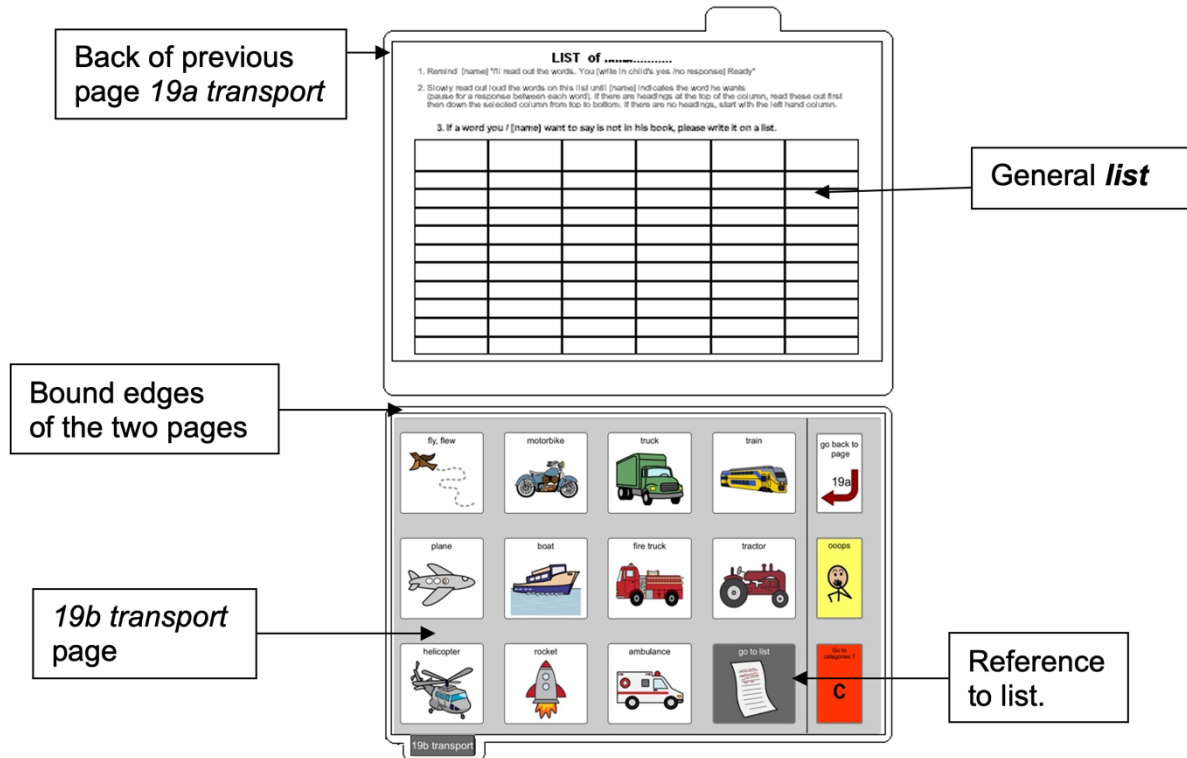 Back of previous
page 19a transport
LIST of
1. Remind [name] "I'll read out the words. You [write in child's yes /no response] Ready"
2. Slowly read out loud the words on this list until [name] indicates the word he wants
(pause for a response between each word). If there are headings at the top of the column, read these out first
then down the selected column from top to bottom. If there are no headings, start with the left hand column.
3. If a word you / [name] want to say is not in his book, please write it on a list.
General list
Bound edges
of the two pages
fly, flew
motorbike
truck
train
go back to
page
19a
plane
boat
fire truck
tractor
ooops
19b transport
page
helicopter
rocket
ambulance
go to list
Go to
categories 7
C
Reference
to list.
19b transport